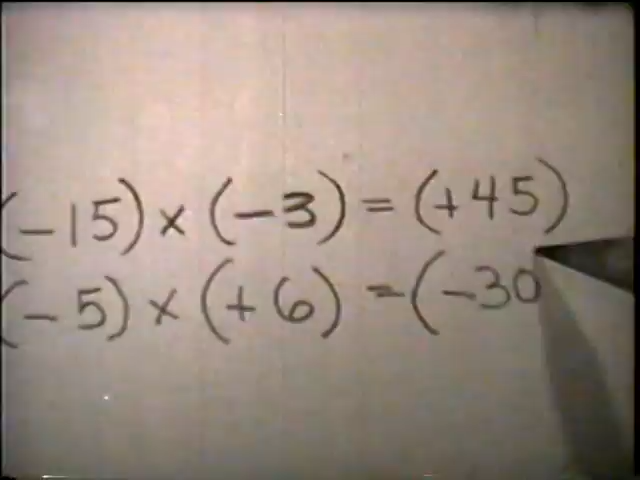 (-15) × (-3) = (+45)
(-5) × (+6) = (-30